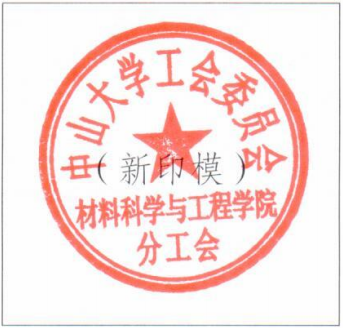 中山大学工会委员会
（新印模）
材料科学与工程学院
分工会